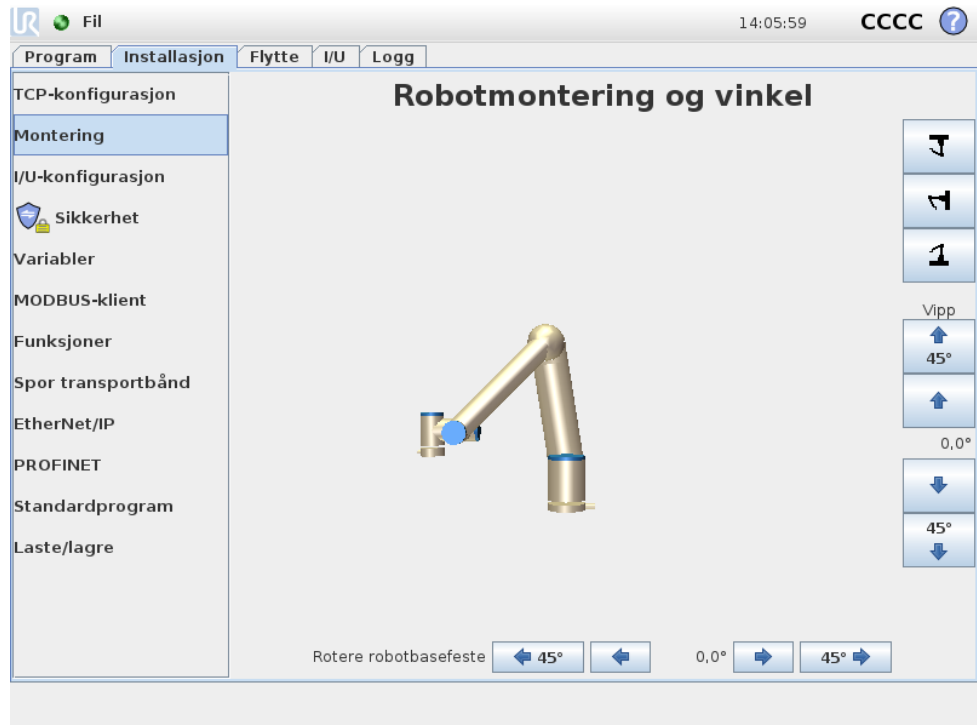 UR Fil 14:05:59 CCCC ?
Program Installasjon Flytte I/U Logg
TCP-konfigurasjon
Montering
I/U-konfigurasjon
Sikkerhet
Variabler
MODBUS-klient
Funksjoner
Spor transportbånd
EtherNet/IP
PROFINET
Standardprogram
Laste/lagre
Robotmontering og vinkel
Vipp
45°
0,0°
45°
Rotere robotbasefeste 45° 0,0° 45°